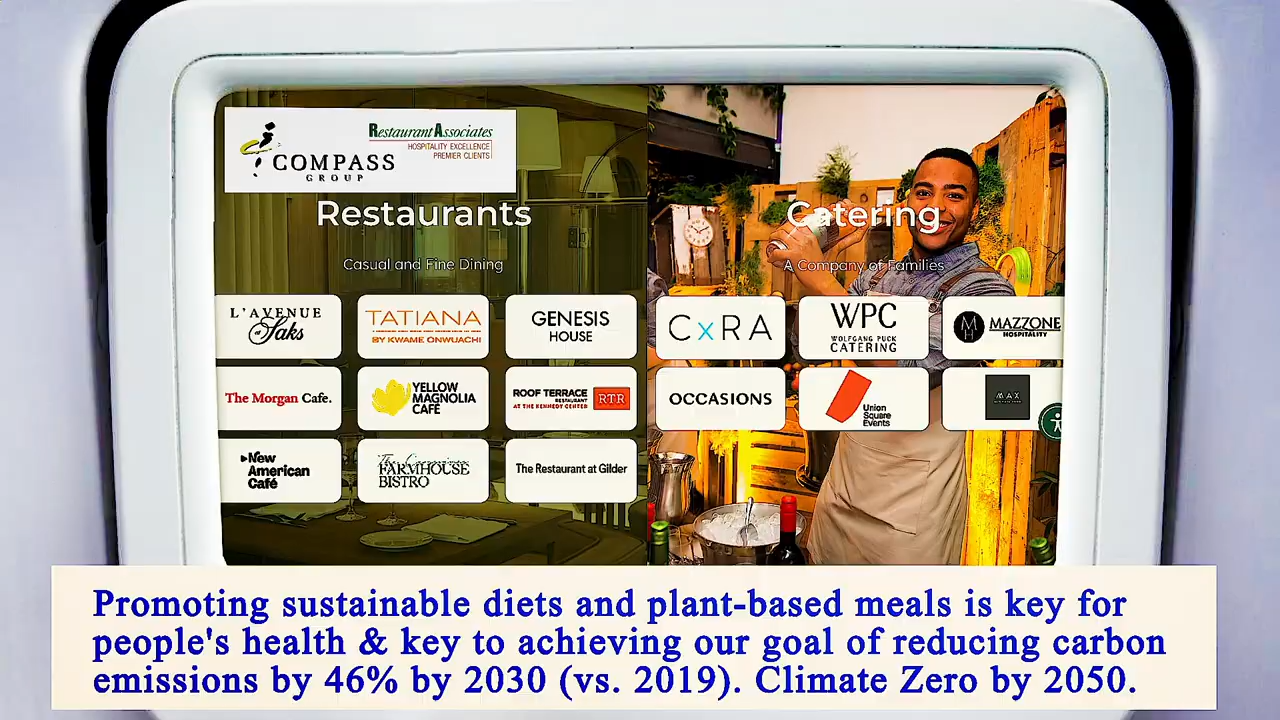 COMPASS
GROUP
Restaurant Associates
HOSPITALITY EXCELLENCE
PREMIER CLIENTS
Restaurants
Casual and Fine Dining
L'AVENUE
at Saks
TATIANA
BY KWAME ONWUACHI
GENESIS
HOUSE
The Morgan Cafe.
YELLOW
MAGNOLIA
CAFÉ
ROOF TERRACE
RESTAURANT
AT THE KENNEDY CENTER
RTR
New
American
Café
FARMHOUSE
BISTRO
The Restaurant at Gilder
Catering
A Company of Families
CxRA
WPC
WOLFGANG PUCK
CATERING
MH
MAZZONE
HOSPITALITY
OCCASIONS
Union
Square
Events
MAX
Promoting sustainable diets and plant-based meals is key for
people's health & key to achieving our goal of reducing carbon
emissions by 46% by 2030 (vs. 2019). Climate Zero by 2050.